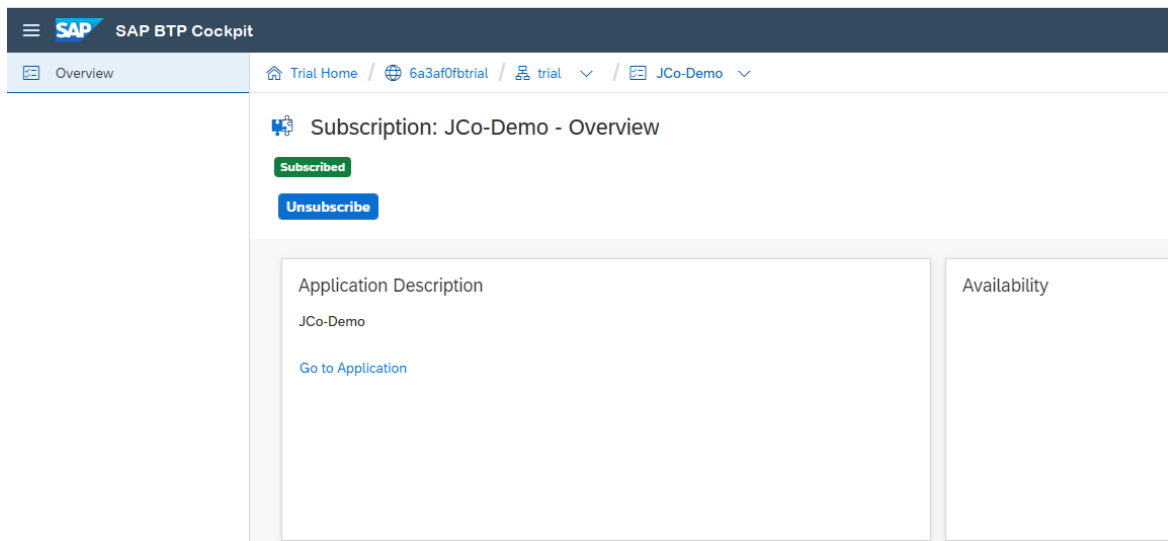 SAP SAP BTP Cockpit
Overview
Trial Home / 6a3af0fbtrial / trial / JCo-Demo
Subscription: JCo-Demo - Overview
Subscribed
Unsubscribe
Application Description
JCo-Demo
Go to Application
Availability